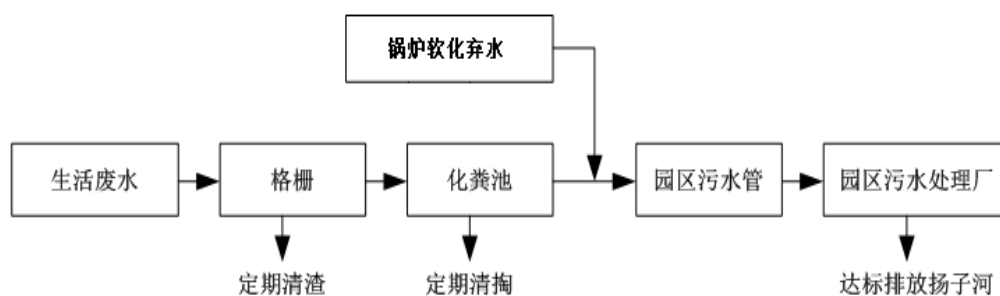 锅炉软化弃水
生活废水
格栅
化粪池
园区污水管
园区污水处理厂
定期清渣
定期清掏
达标排放扬子河